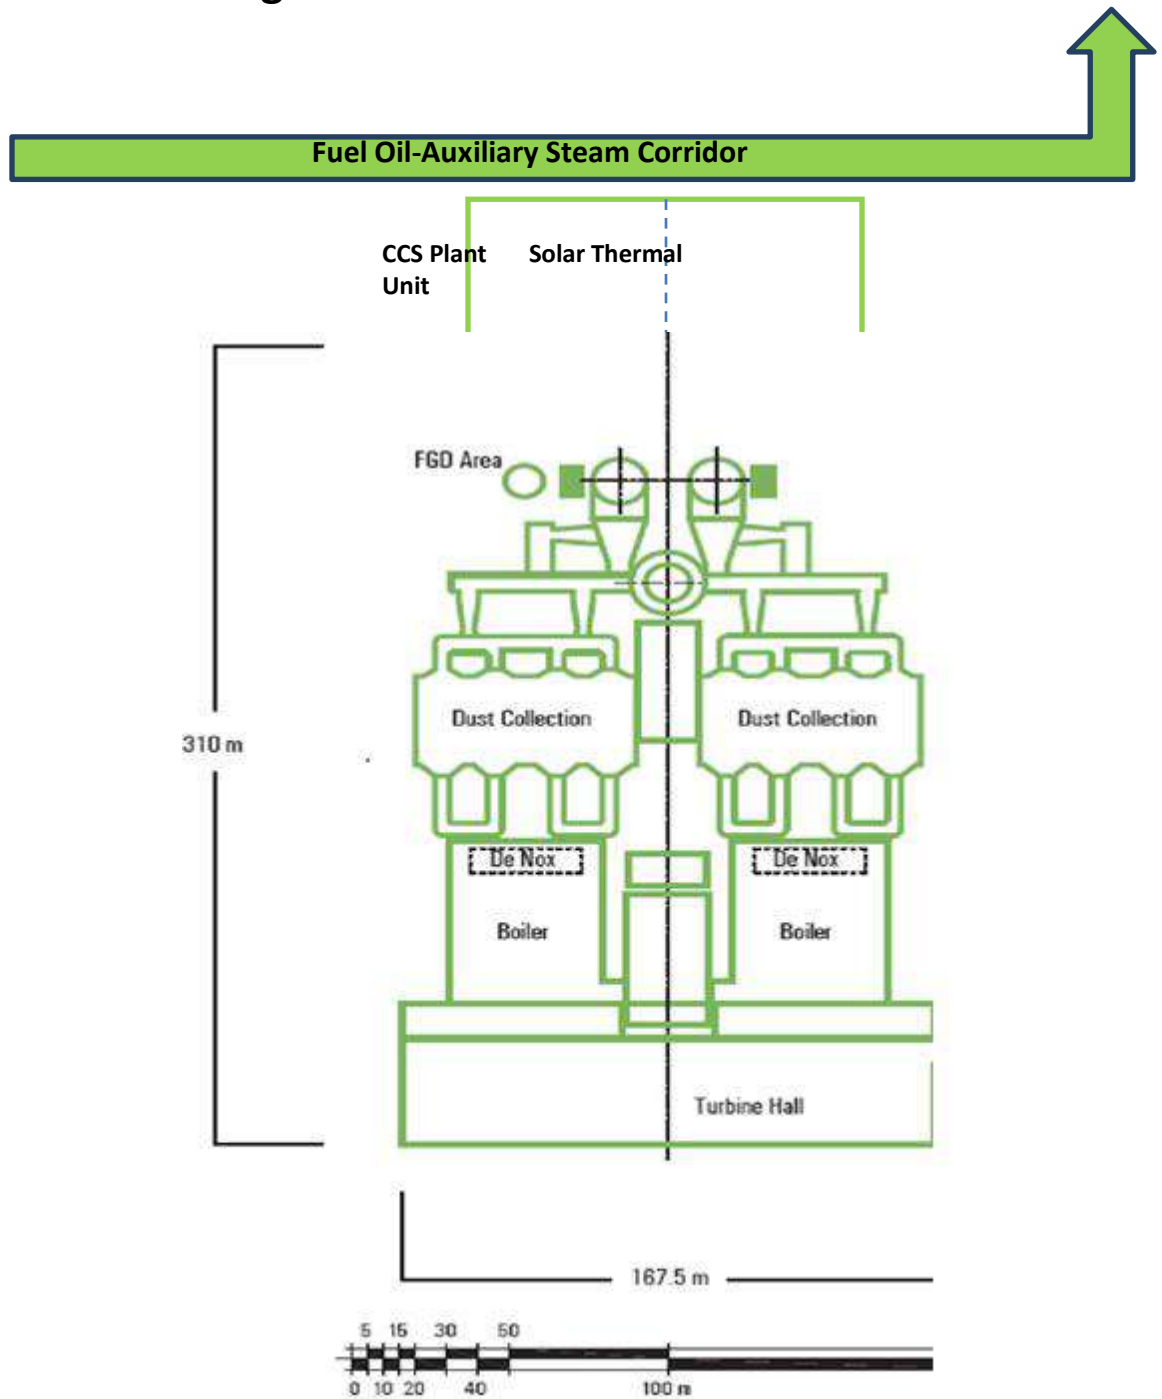 Fuel Oil-Auxiliary Steam Corridor
CCS Plant Unit
Solar Thermal
FGD Area
Dust Collection
Dust Collection
310 m
De Nox
De Nox
Boiler
Boiler
Turbine Hall
167.5 m
5 15 30 50
0 10 20 40 100 m